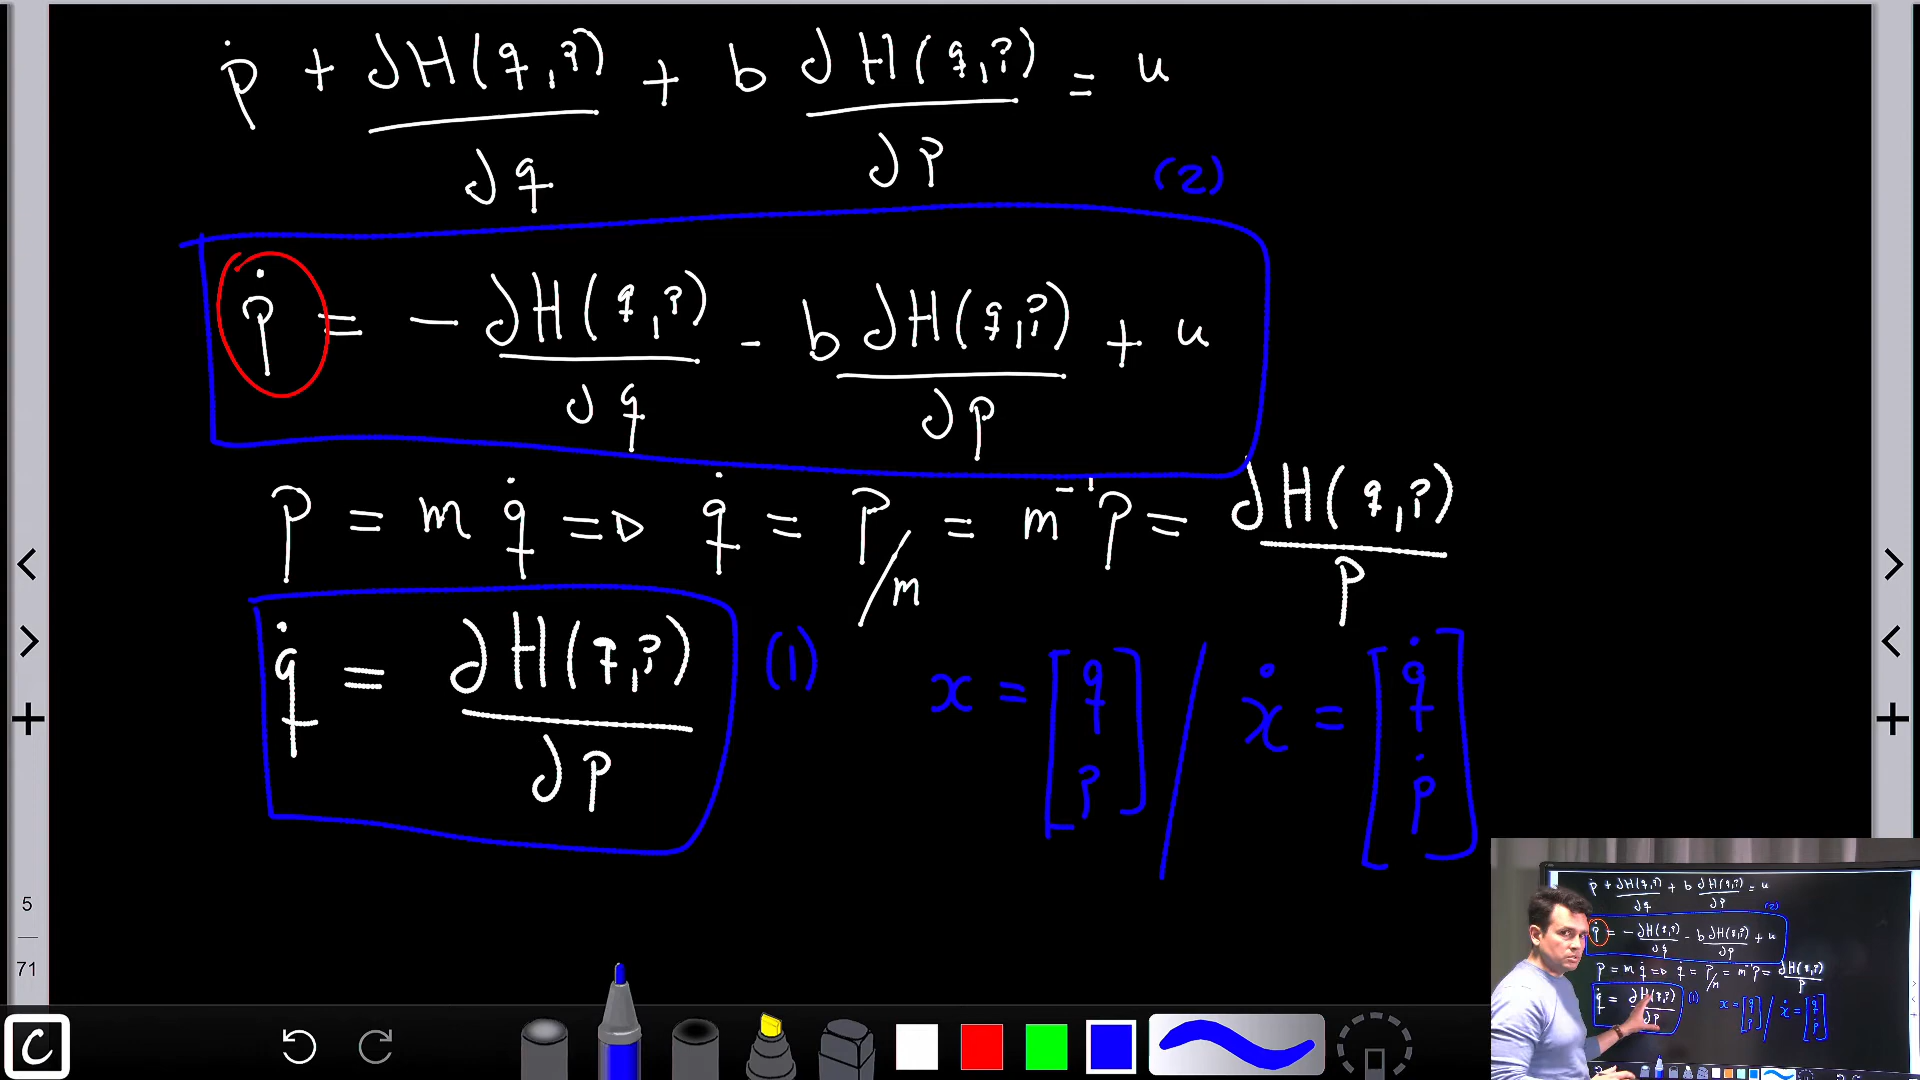 ṗ + ∂H(q,p)/∂q + b ∂H(q,p)/∂p = u
(2)
ṗ = - ∂H(q,p)/∂q - b ∂H(q,p)/∂p + u
p = m q̇ => q̇ = p/m = m⁻¹p = ∂H(q,p)/p
q̇ = ∂H(q,p)/∂p (1)
x = [q p] / ẋ = [q̇ ṗ]
5
71